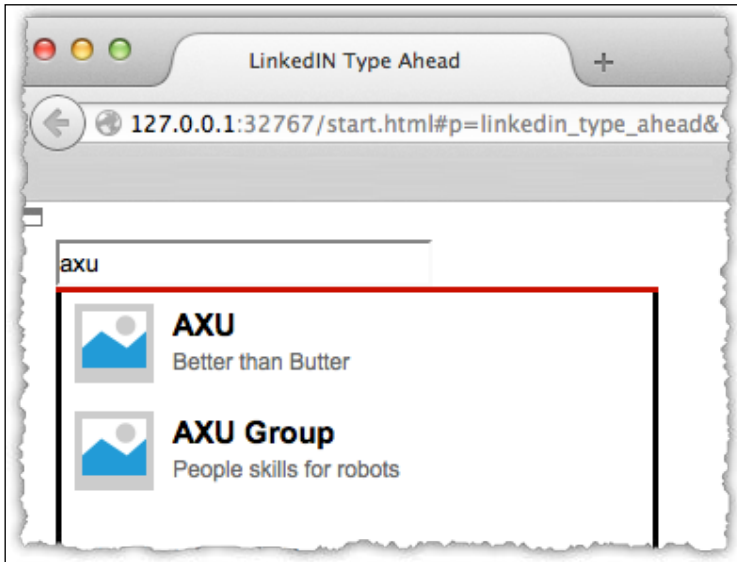 LinkedIN Type Ahead
127.0.0.1:32767/start.html#p=linkedin_type_ahead&
axu
AXU
Better than Butter
AXU Group
People skills for robots